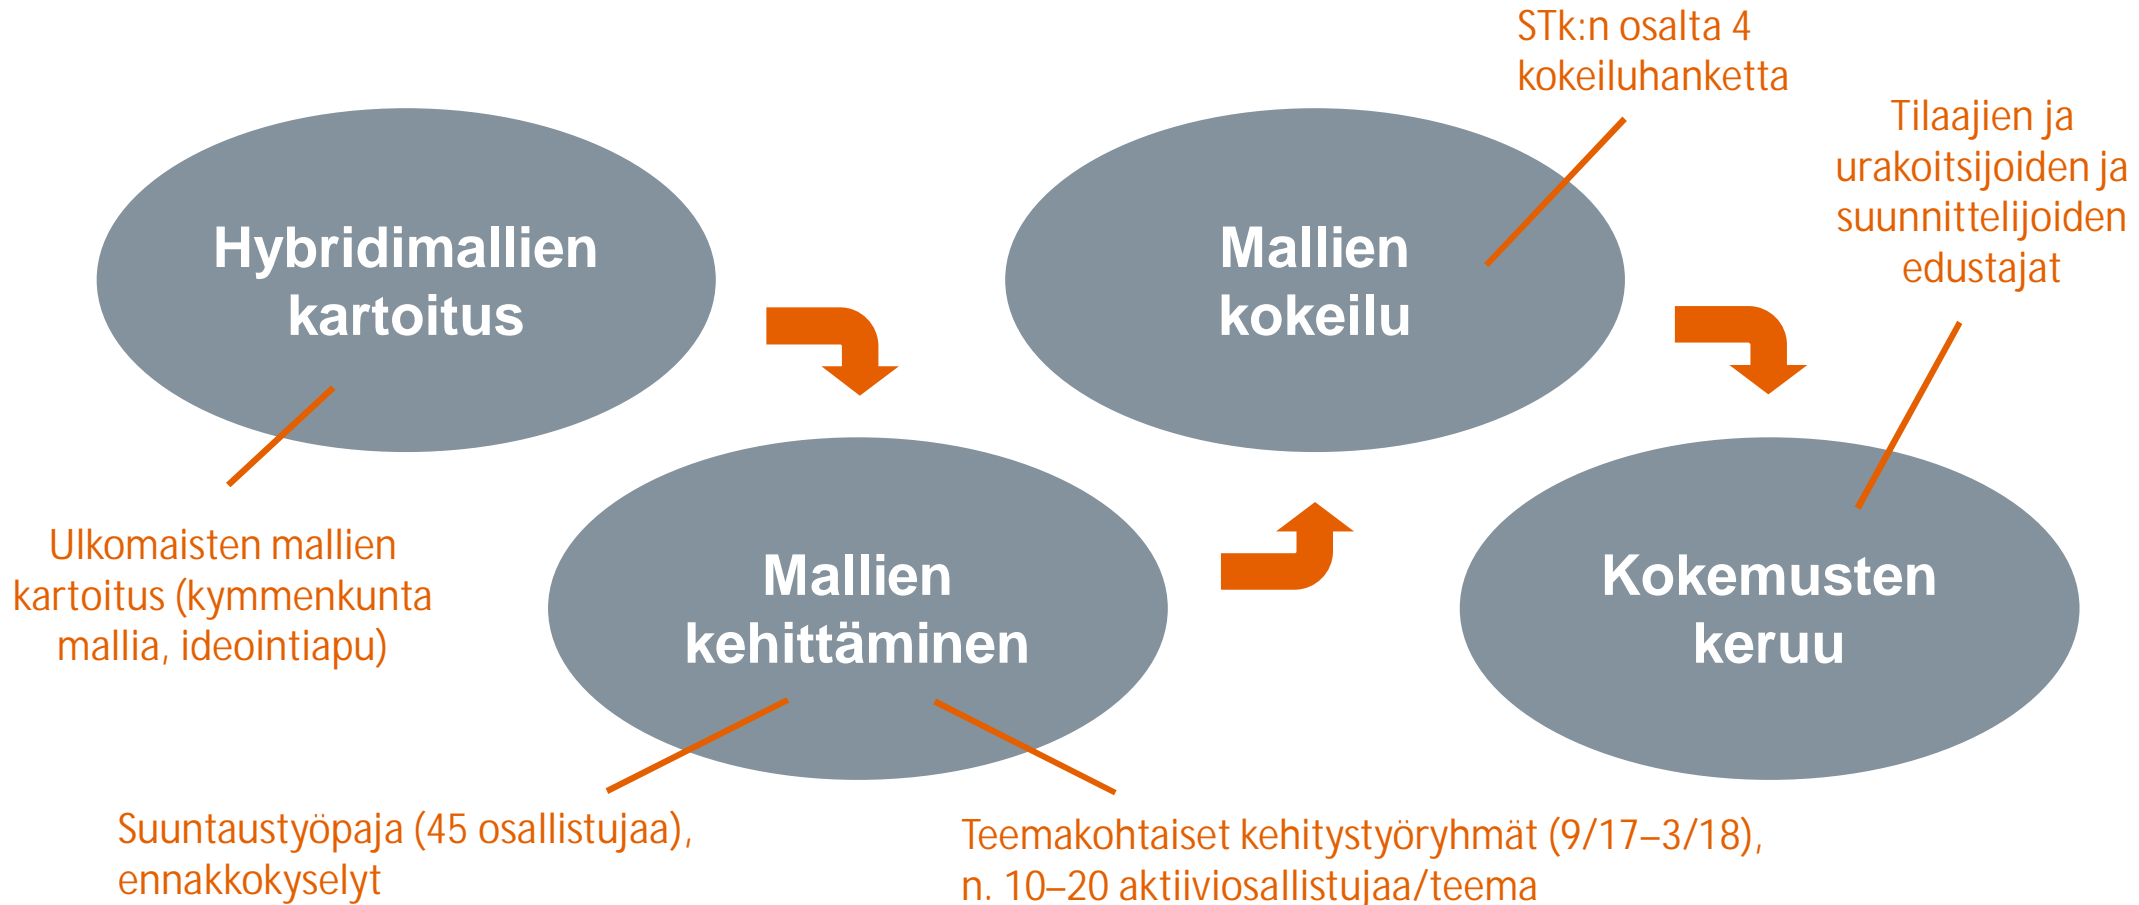 STk:n osalta 4
kokeiluhanketta
Tilaajien ja
urakoitsijoiden ja
suunnittelijoiden
edustajat
Hybridimallien
kartoitus
Mallien
kokeilu
Ulkomaisten mallien
kartoitus (kymmenkunta
mallia, ideointiapu)
Mallien
kehittäminen
Kokemusten
keruu
Suuntaustyöpaja (45 osallistujaa),
ennakkokyselyt
Teemakohtaiset kehitystyöryhmät (9/17–3/18),
n. 10–20 aktiiviosallistujaa/teema